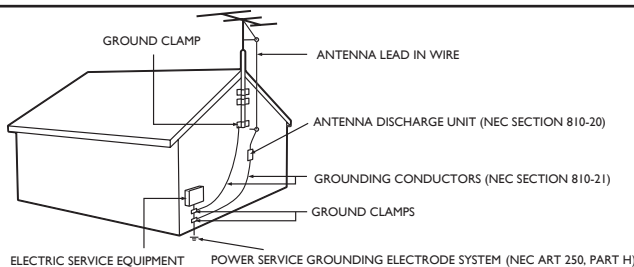 GROUND CLAMP
ANTENNA LEAD IN WIRE
ANTENNA DISCHARGE UNIT (NEC SECTION 810-20)
GROUNDING CONDUCTORS (NEC SECTION 810-21)
GROUND CLAMPS
ELECTRIC SERVICE EQUIPMENT
POWER SERVICE GROUNDING ELECTRODE SYSTEM (NEC ART 250, PART H)